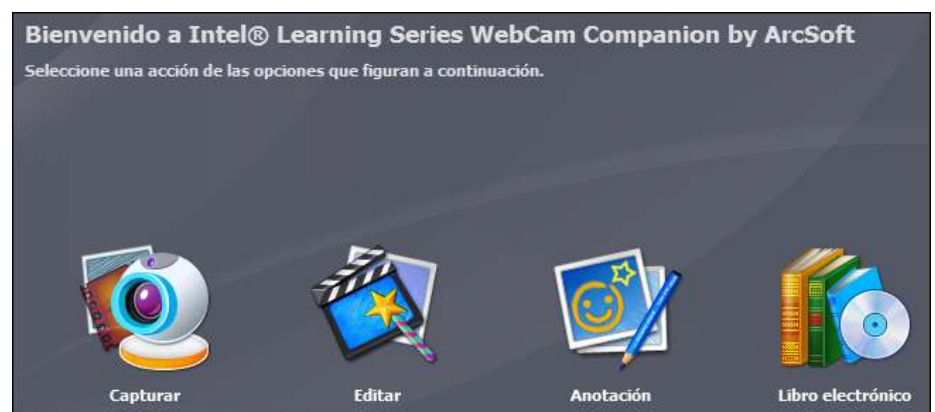 Bienvenido a Intel® Learning Series WebCam Companion by ArcSoft
Seleccione una acción de las opciones que figuran a continuación.
Capturar
Editar
Anotación
Libro electrónico